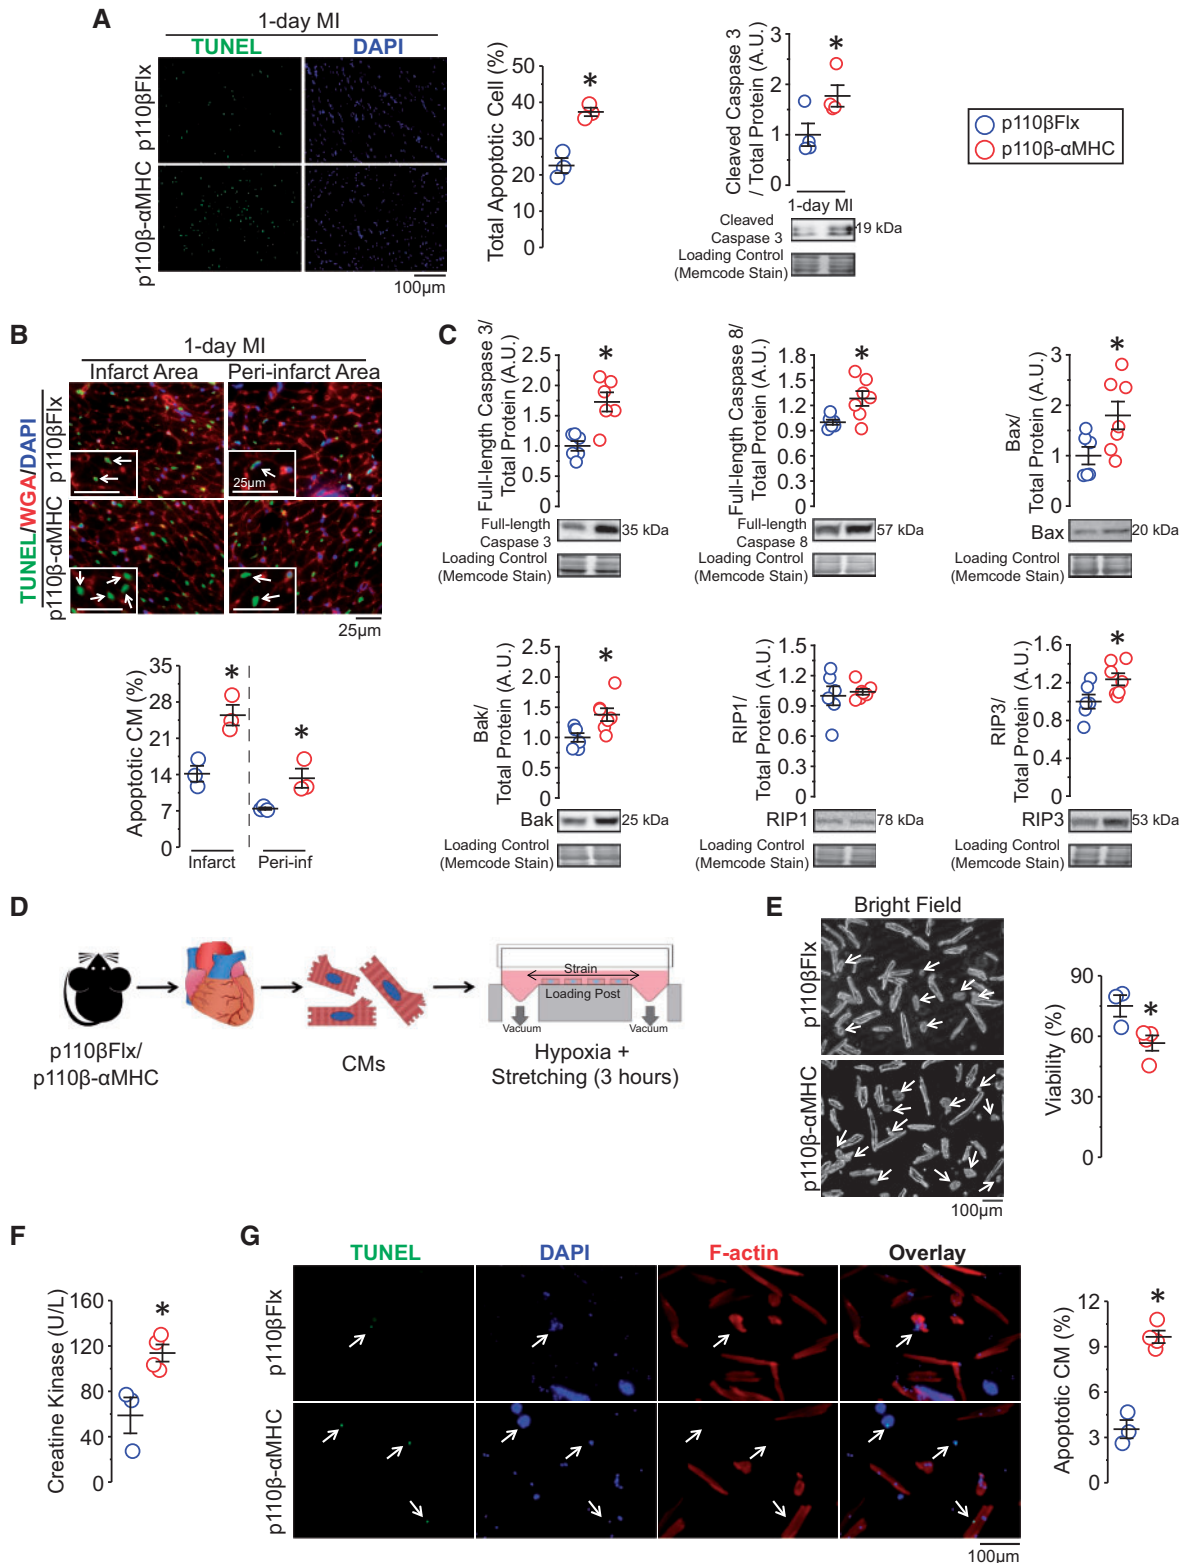 A
1-day MI
TUNEL DAPI
p110βFlx
p110β-αMHC
100μm
Total Apoptotic Cell (%)
50
40
30
20
10
0
*
Cleaved Caspase 3
/ Total Protein (A.U.)
3
2
1
0
*
1-day MI
Cleaved
Caspase 3
19 kDa
Loading Control
(Memcode Stain)
p110βFlx
p110β-αMHC
B
1-day MI
Infarct Area Peri-infarct Area
TUNEL/WGA/DAPI
p110βFlx
p110β-αMHC
25μm
25μm
Apoptotic CM (%)
35
28
21
14
7
0
*
*
Infarct Peri-inf
C
Full-length Caspase 3/
Total Protein (A.U.)
2.5
2.0
1.5
1.0
0.5
0
*
Full-length
Caspase 3
35 kDa
Loading Control
(Memcode Stain)
Full-length Caspase 8/
Total Protein (A.U.)
1.8
1.5
1.2
0.9
0.6
0.3
0
*
Full-length
Caspase 8
57 kDa
Loading Control
(Memcode Stain)
Bax/
Total Protein (A.U.)
3
2
1
0
*
Bax
20 kDa
Loading Control
(Memcode Stain)
Bak/
Total Protein (A.U.)
2.5
2.0
1.5
1.0
0.5
0
*
Bak
25 kDa
Loading Control
(Memcode Stain)
RIP1/
Total Protein (A.U.)
1.5
1.2
0.9
0.6
0.3
0
RIP1
78 kDa
Loading Control
(Memcode Stain)
RIP3/
Total Protein (A.U.)
1.6
1.2
0.8
0.4
0
*
RIP3
53 kDa
Loading Control
(Memcode Stain)
D
p110βFlx/
p110β-αMHC
CMs
Strain
Loading Post
Vacuum Vacuum
Hypoxia +
Stretching (3 hours)
E
Bright Field
p110βFlx
p110β-αMHC
100μm
Viability (%)
90
60
30
0
*
F
Creatine Kinase (U/L)
160
120
80
40
0
*
G
TUNEL DAPI F-actin Overlay
p110βFlx
p110β-αMHC
100μm
Apoptotic CM (%)
12
9
6
3
0
*